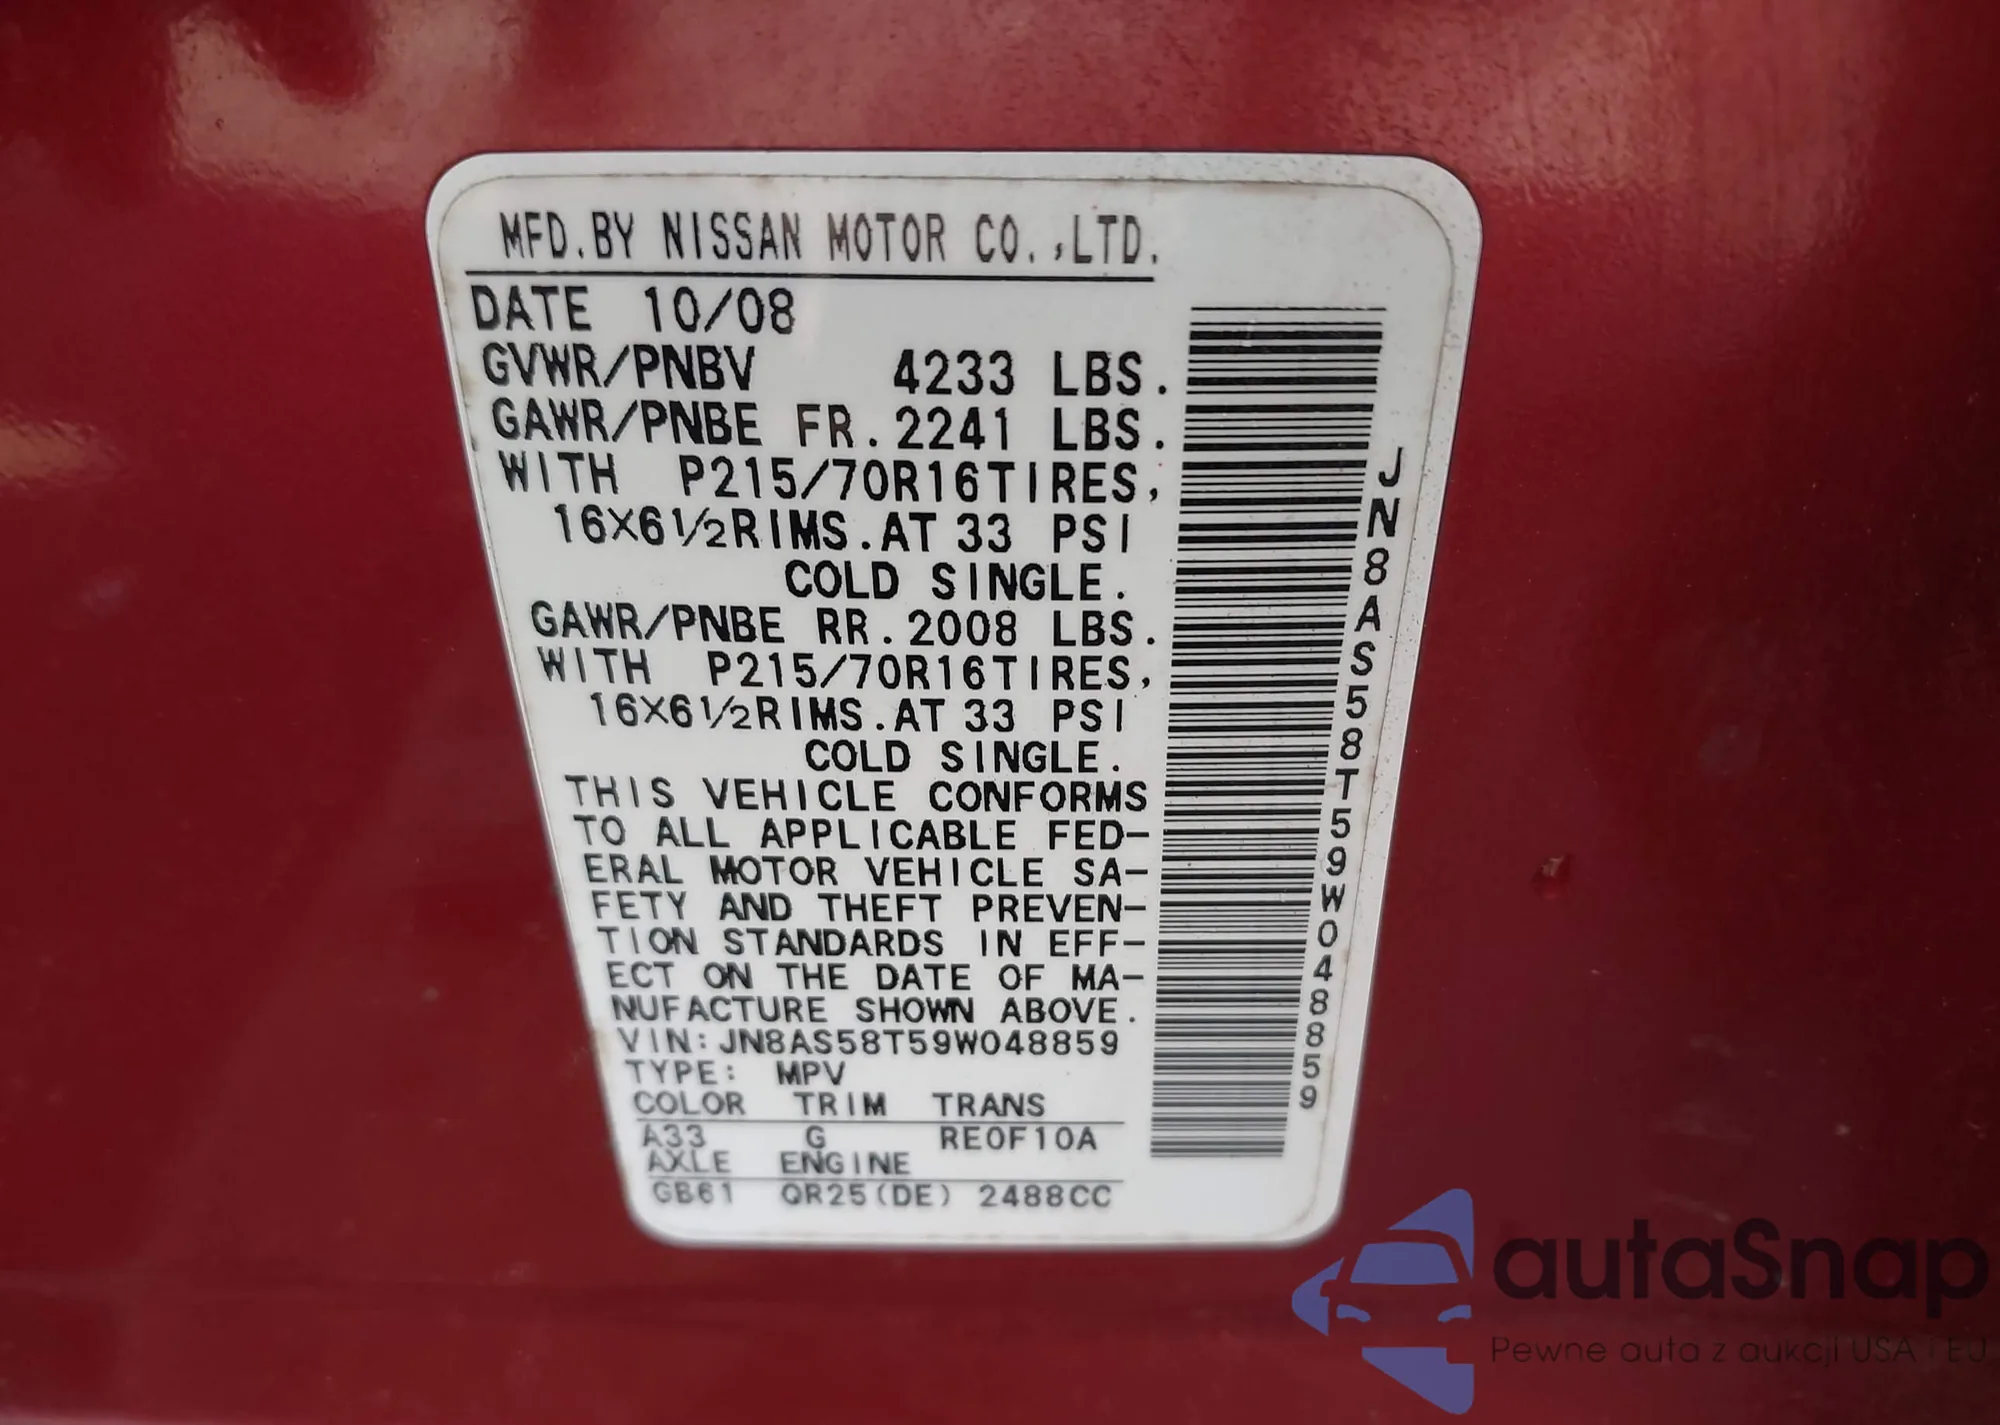 MFD.BY NISSAN MOTOR CO.,LTD.
DATE 10/08
GVWR/PNBV 4233 LBS.
GAWR/PNBE FR.2241 LBS.
WITH P215/70R16TIRES,
16X6½RIMS.AT 33 PSI
COLD SINGLE.
GAWR/PNBE RR.2008 LBS.
WITH P215/70R16TIRES,
16X6½RIMS.AT 33 PSI
COLD SINGLE.
THIS VEHICLE CONFORMS
TO ALL APPLICABLE FED-
ERAL MOTOR VEHICLE SA-
FETY AND THEFT PREVEN-
TION STANDARDS IN EFF-
ECT ON THE DATE OF MA-
NUFACTURE SHOWN ABOVE.
VIN:JN8AS58T59W048859
TYPE: MPV
COLOR TRIM TRANS
A33 G RE0F10A
AXLE ENGINE
GB61 QR25(DE) 2488CC
JN8AS58T59W048859
autaSnap
Pewne auta z aukcji USA i EU